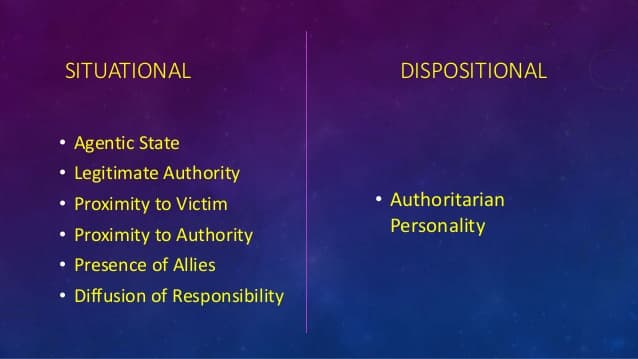 SITUATIONAL
• Agentic State
• Legitimate Authority
• Proximity to Victim
• Proximity to Authority
• Presence of Allies
• Diffusion of Responsibility
DISPOSITIONAL
• Authoritarian
Personality